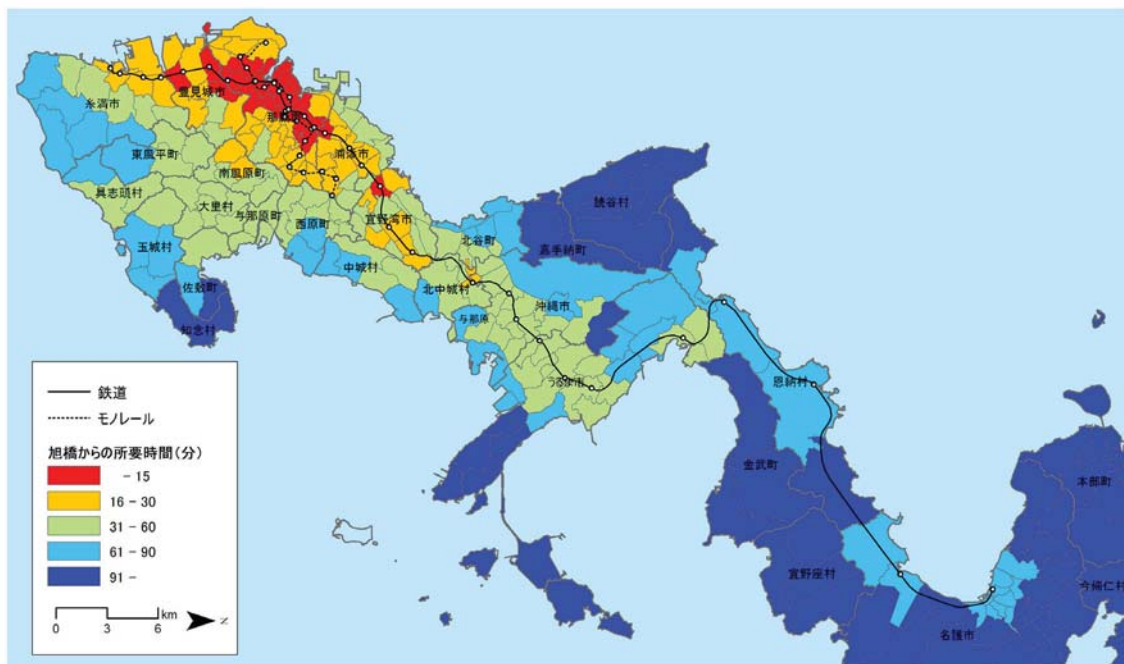 糸満市
豊見城市
東風平町
具志頭村
南風原町
大里村
与那原町
玉城村
佐敷町
知念村
浦添市
西原町
宜野湾市
中城村
北谷町
北中城村
与那原
嘉手納町
読谷村
沖縄市
うるま市
恩納村
金武町
宜野座村
本部町
今帰仁村
名護市
鉄道
モノレール
旭橋からの所要時間(分)
- 15
16 - 30
31 - 60
61 - 90
91 -
km
0 3 6
N